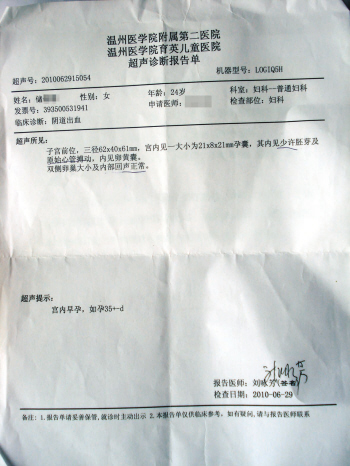 温州医学院附属第二医院
温州医学院育英儿童医院
超声诊断报告单
超声号: 2010062915054 机器型号: LOGIQ5H
姓名: 储 性别: 女 年龄: 24岁 科室: 妇科－普通妇科
发票号: 393500531941 申请医师: 检查部位: 妇科
临床诊断: 阴道出血
超声所见:
子宫前位, 三径62x40x61mm, 宫内见一大小为21x8x21mm孕囊, 其内见少许胚芽及
原始心管搏动, 内见卵黄囊。
双侧卵巢大小及内部回声正常。
超声提示:
宫内早孕, 如孕35+-d
报告医师: 刘咏芳(签名)
检查日期: 2010-06-29
备注: 1.报告单请妥善保管,就诊时主动出示 2.本报告单仅供临床参考, 如有疑问,请与报告医师联系